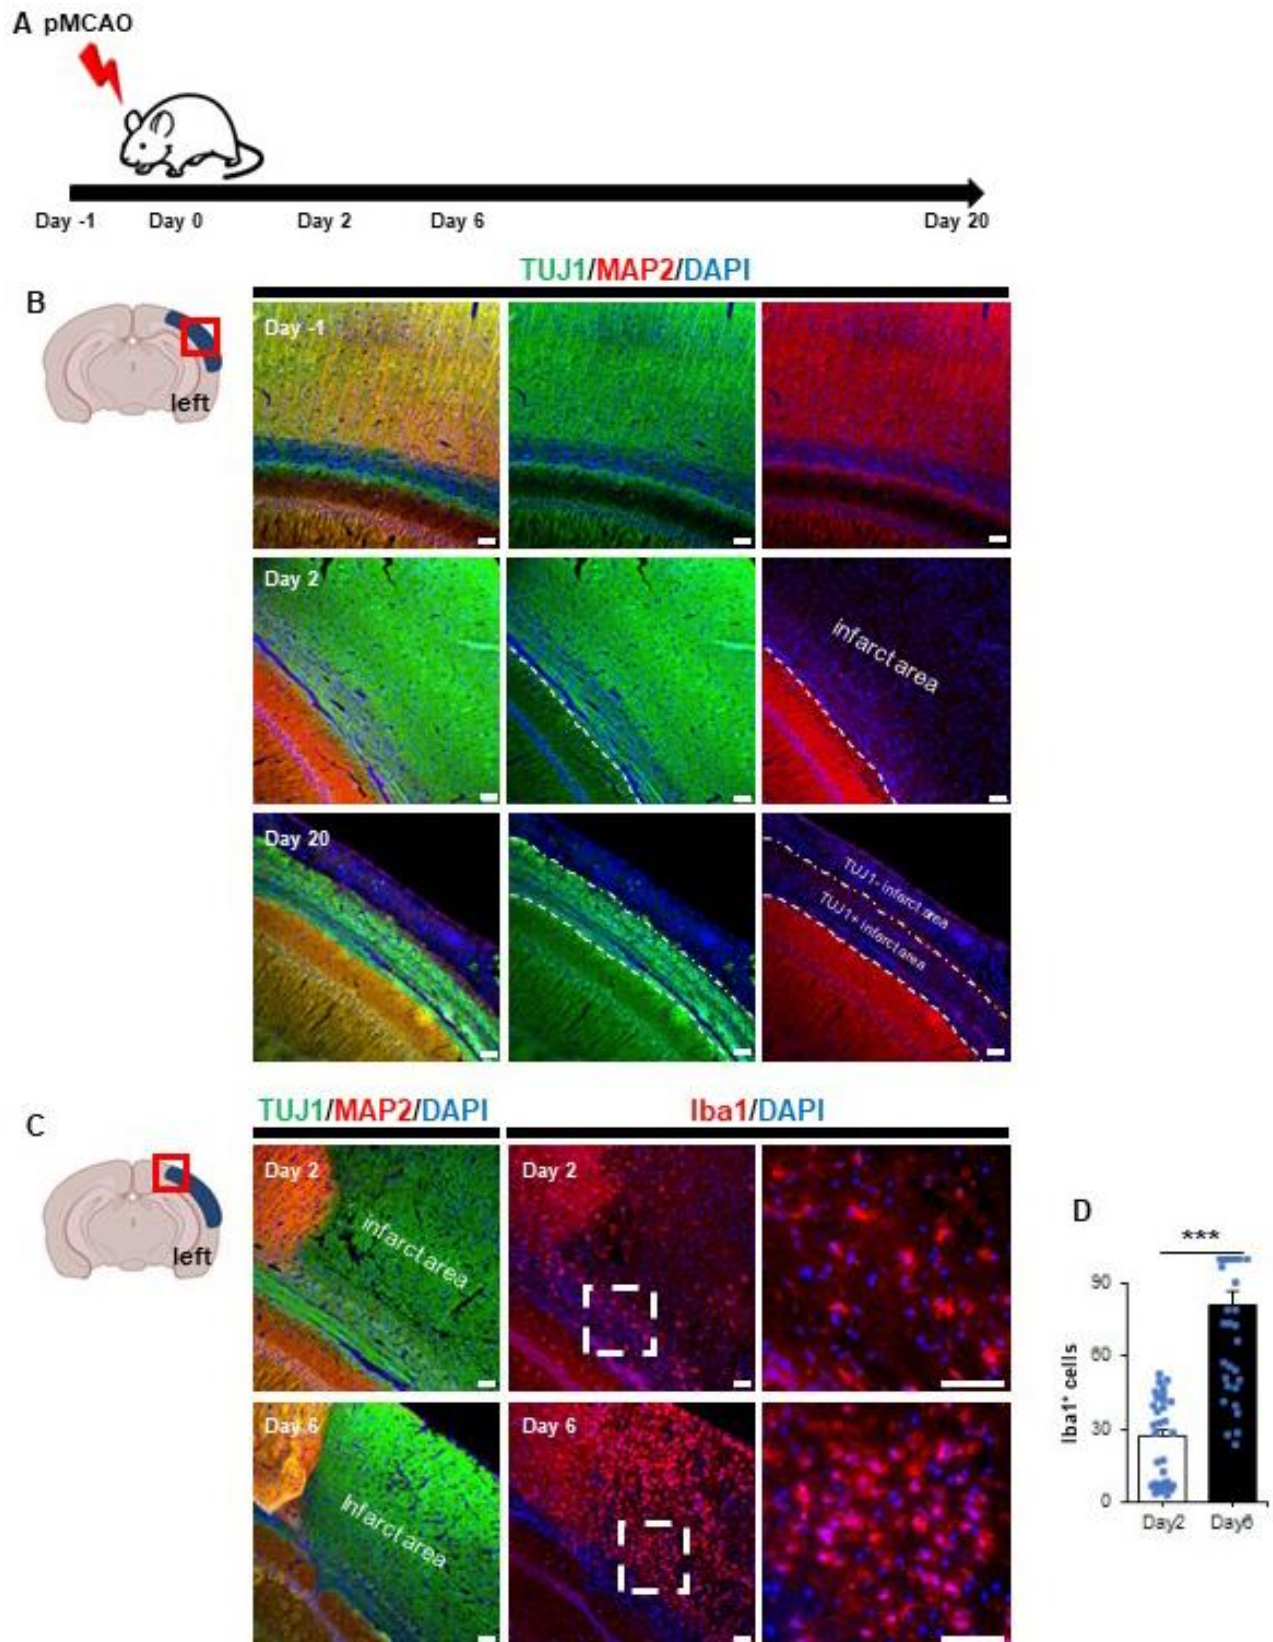 A pMCAO
Day -1 Day 0 Day 2 Day 6 Day 20
TUJ1/MAP2/DAPI
B
left
Day -1
Day 2
infarct area
Day 20
TUJ1- infarct area
TUJ1+ infarct area
C
TUJ1/MAP2/DAPI Iba1/DAPI
left
Day 2 Day 2
infarct area
Day 6 Day 6
Infarct area
D
***
Iba1+ cells
90
60
30
0
Day2 Day6